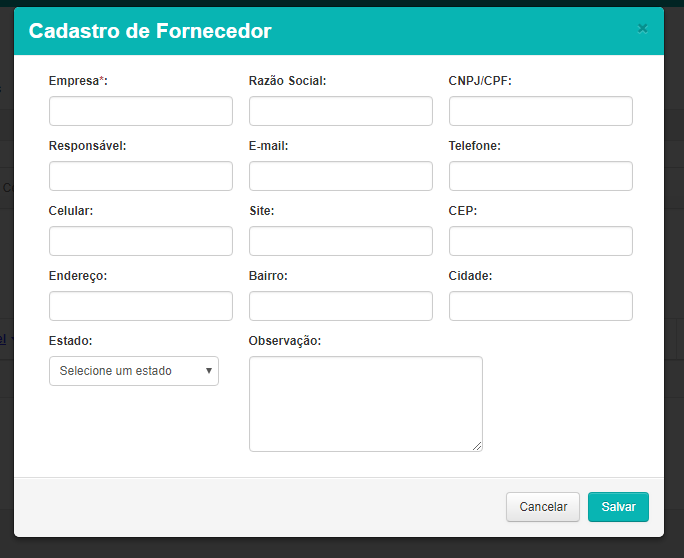 Cadastro de Fornecedor ×
Empresa*: Razão Social: CNPJ/CPF:
Responsável: E-mail: Telefone:
Celular: Site: CEP:
Endereço: Bairro: Cidade:
Estado: Observação:
Selecione um estado
Cancelar Salvar